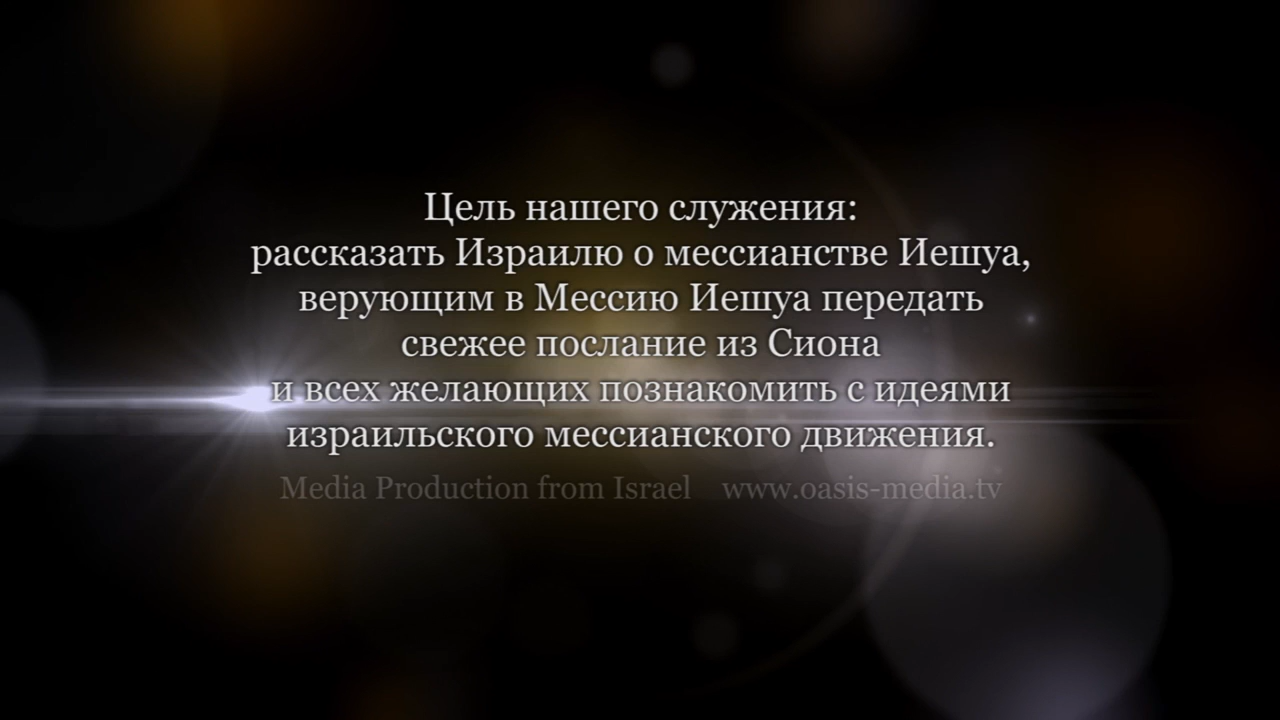 Цель нашего служения:
рассказать Израилю о мессианстве Иешуа,
верующим в Мессию Иешуа передать
свежее послание из Сиона
и всех желающих познакомить с идеями
израильского мессианского движения.
Media Production from Israel www.oasis-media.tv